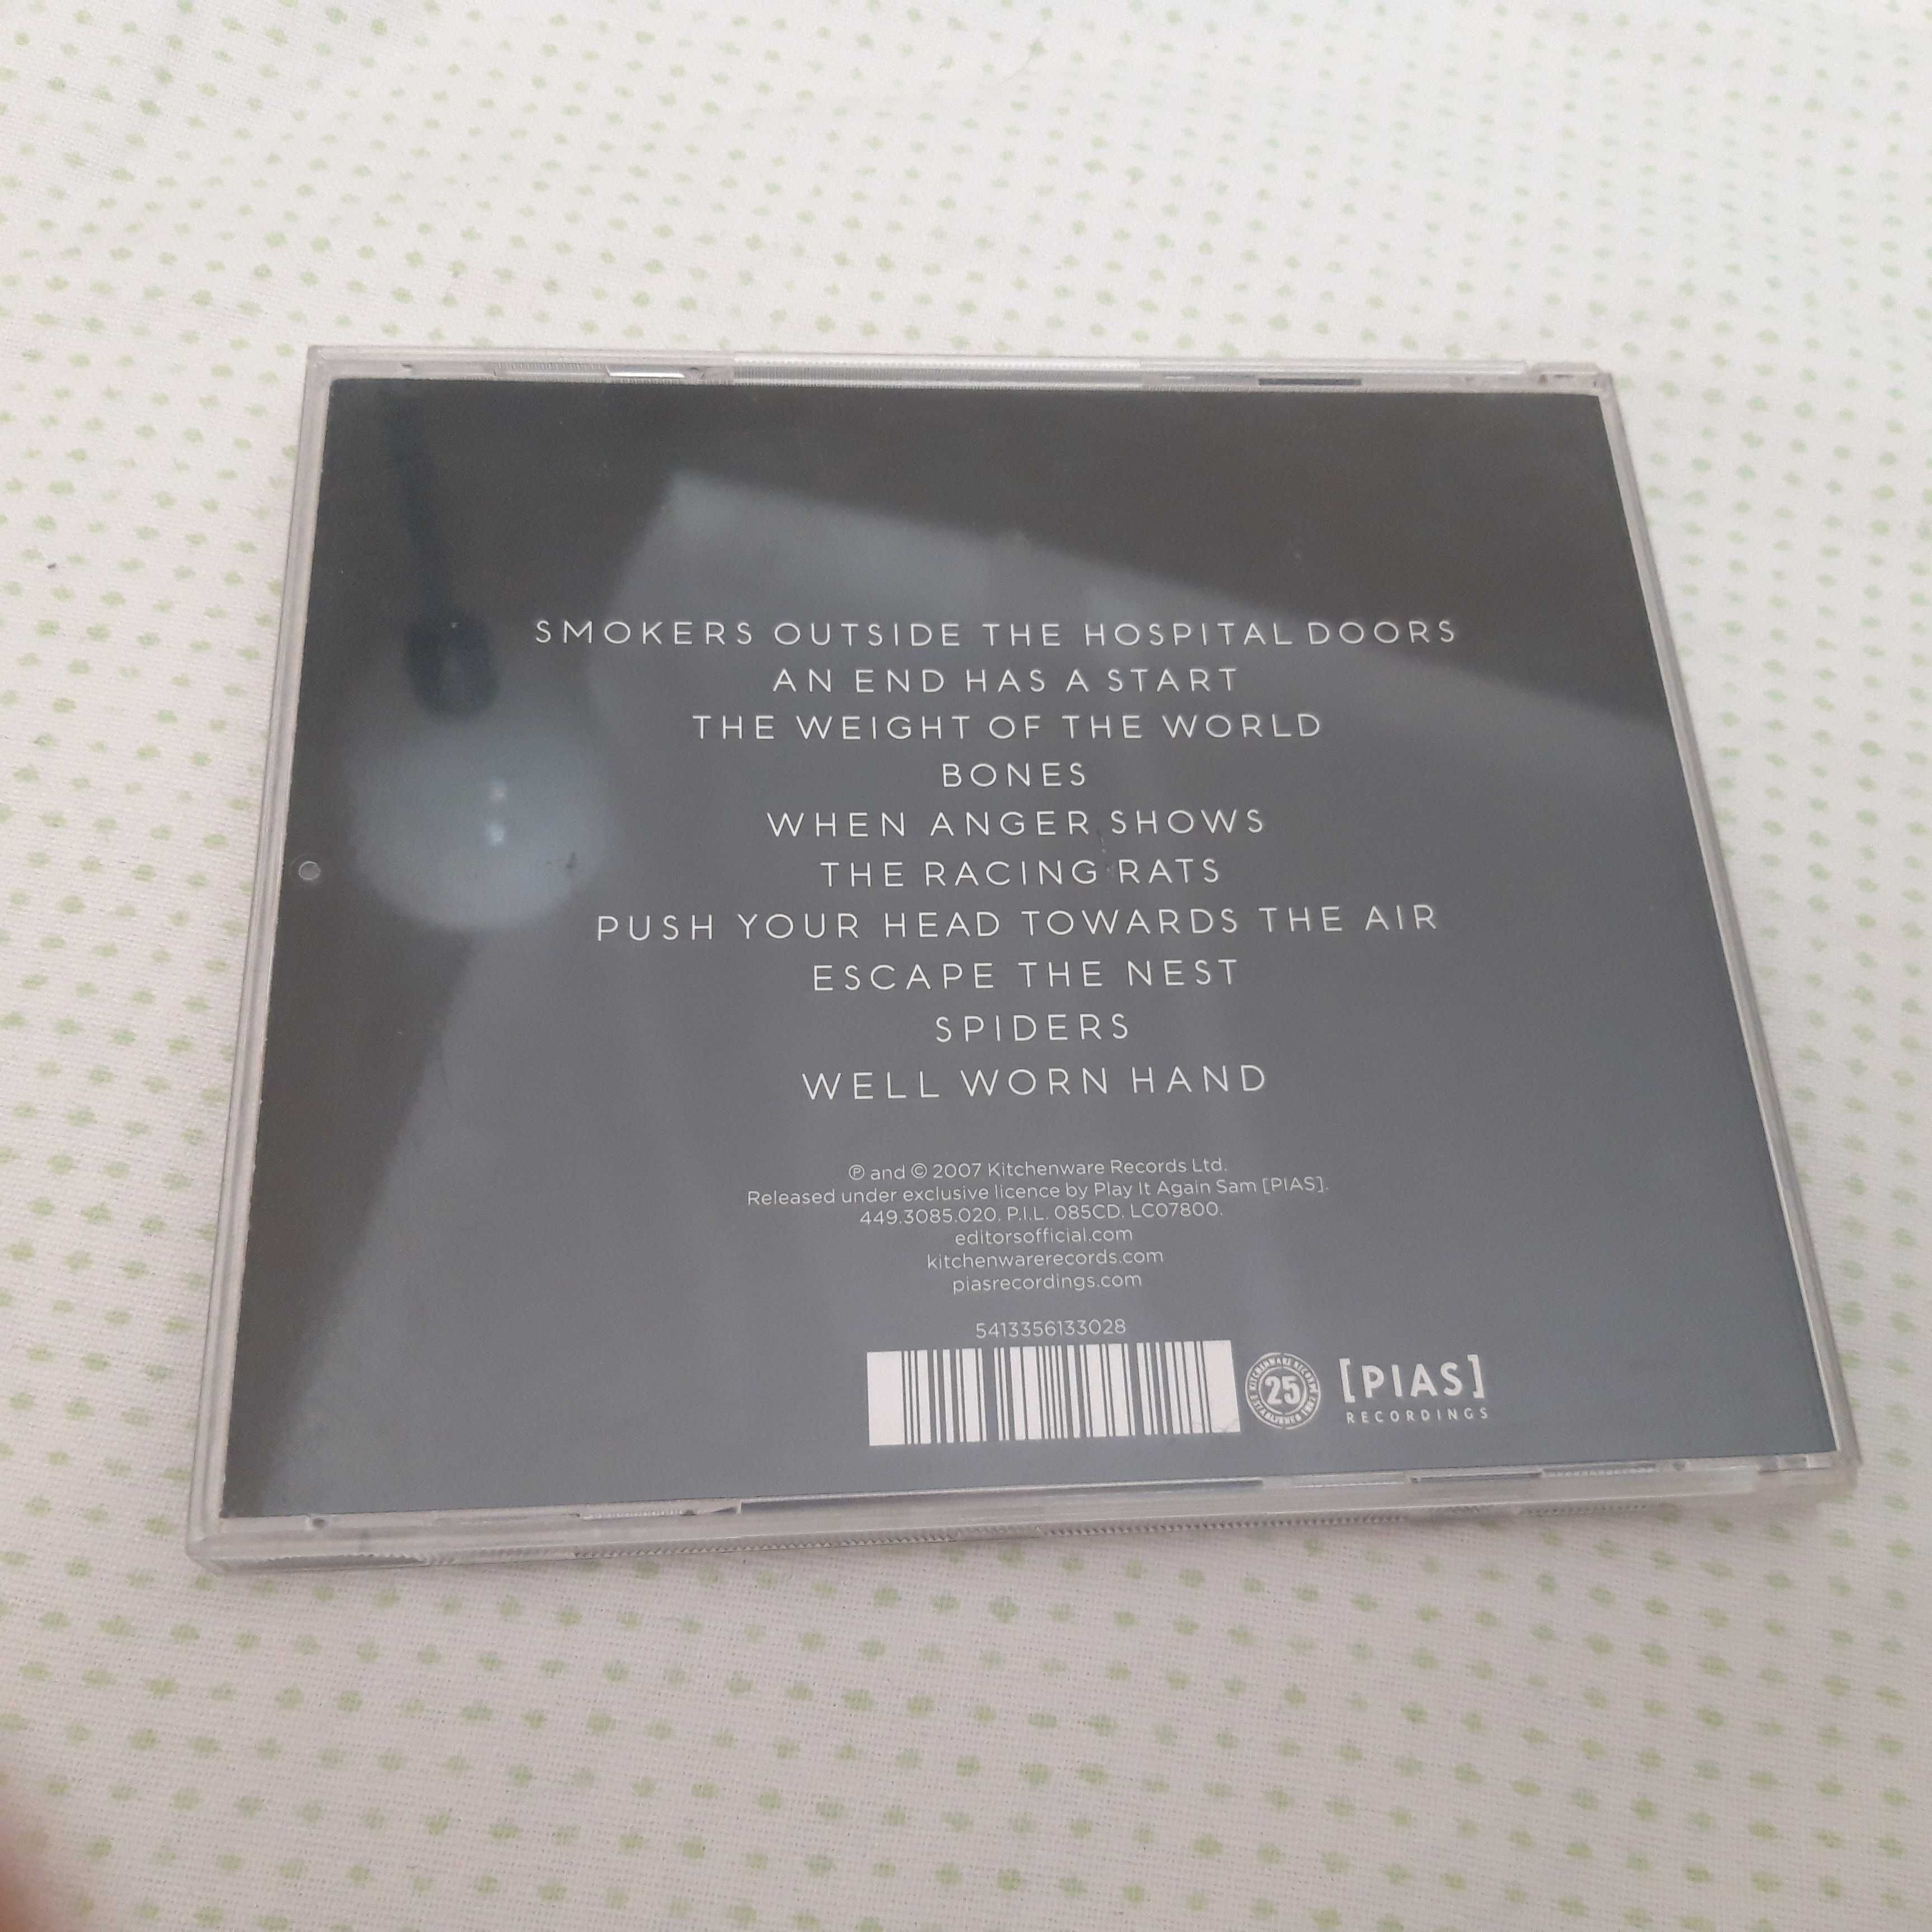 SMOKERS OUTSIDE THE HOSPITAL DOORS
AN END HAS A START
THE WEIGHT OF THE WORLD
BONES
WHEN ANGER SHOWS
THE RACING RATS
PUSH YOUR HEAD TOWARDS THE AIR
ESCAPE THE NEST
SPIDERS
WELL WORN HAND
℗ and © 2007 Kitchenware Records Ltd.
Released under exclusive licence by Play It Again Sam [PIAS].
449.3085.020. P.I.L. 085CD. LC07800.
editorsofficial.com
kitchenwarerecords.com
piasrecordings.com
5413356133028
KITCHENWARE RECORDS
25
[PIAS]
RECORDINGS